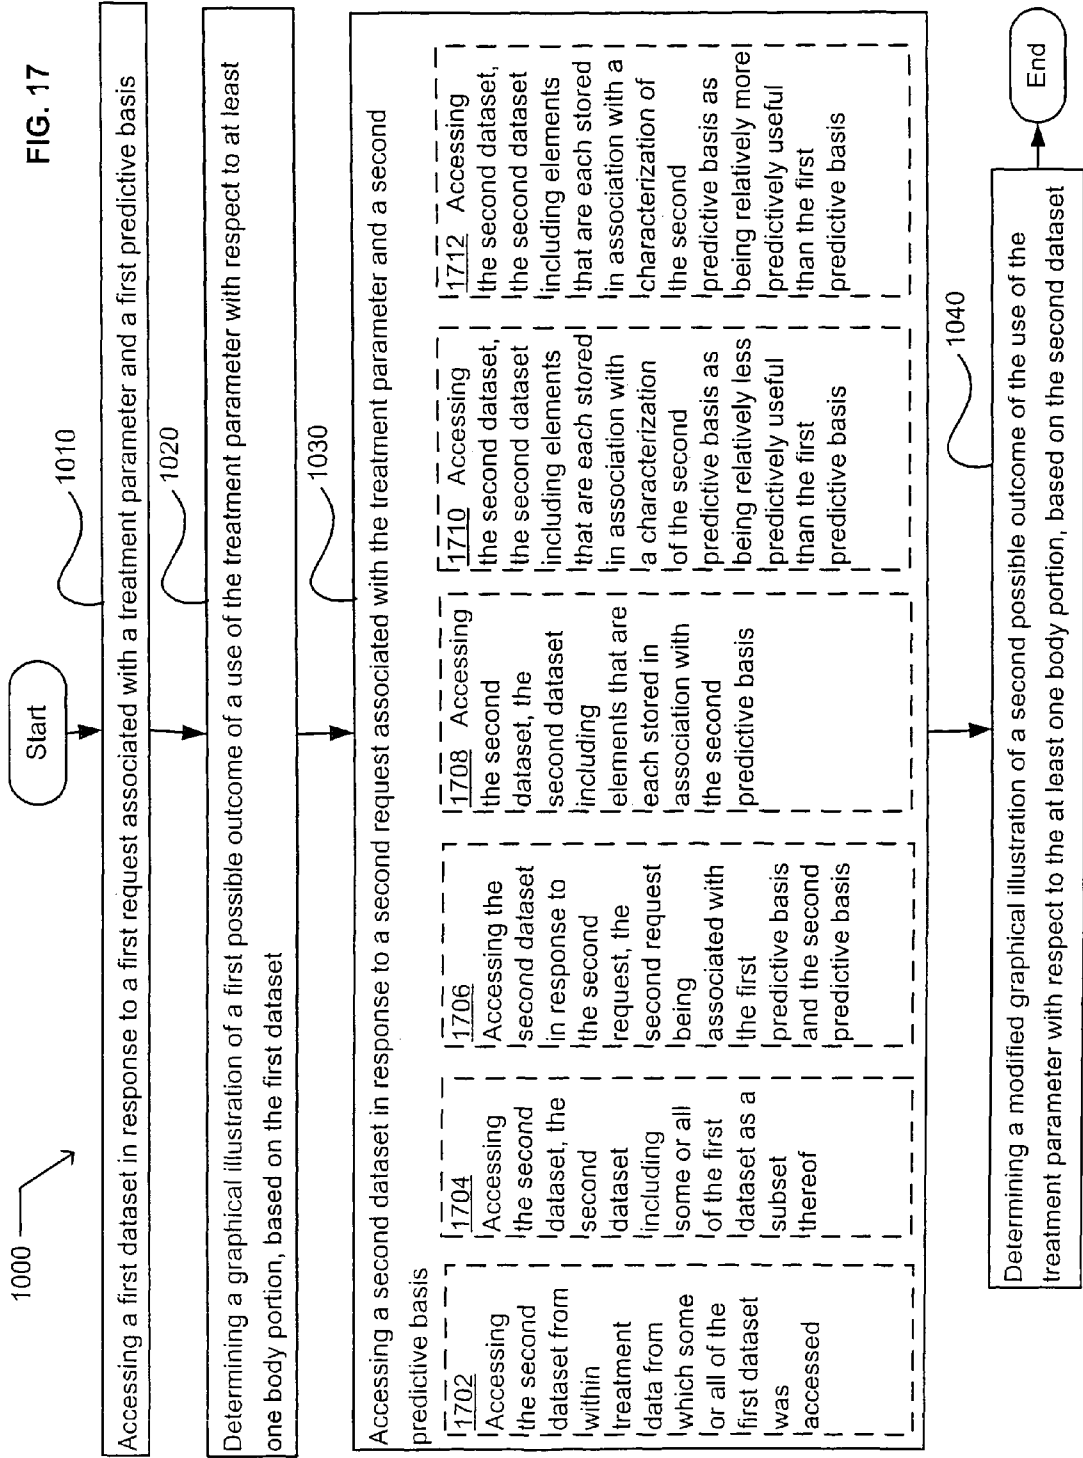 FIG. 17
1000
Start
1010
Accessing a first dataset in response to a first request associated with a treatment parameter and a first predictive basis
1020
Determining a graphical illustration of a first possible outcome of a use of the treatment parameter with respect to at least
one body portion, based on the first dataset
1030
Accessing a second dataset in response to a second request associated with the treatment parameter and a second
predictive basis
1702
Accessing
the second
dataset from
within
treatment
data from
which some
or all of the
first dataset
was
accessed
1704
Accessing
the second
dataset, the
second
dataset
including
some or all
of the first
dataset as a
subset
thereof
1706
Accessing the
second dataset
in response to
the second
request, the
second request
being
associated with
the first
predictive basis
and the second
predictive basis
1708 Accessing
the second
dataset, the
second dataset
including
elements that are
each stored in
association with
the second
predictive basis
1710 Accessing
the second dataset,
the second dataset
including elements
that are each stored
in association with
a characterization
of the second
predictive basis as
being relatively less
predictively useful
than the first
predictive basis
1712 Accessing
the second dataset,
the second dataset
including elements
that are each stored
in association with a
characterization of
the second
predictive basis as
being relatively more
predictively useful
than the first
predictive basis
1040
Determining a modified graphical illustration of a second possible outcome of the use of the
treatment parameter with respect to the at least one body portion, based on the second dataset
End